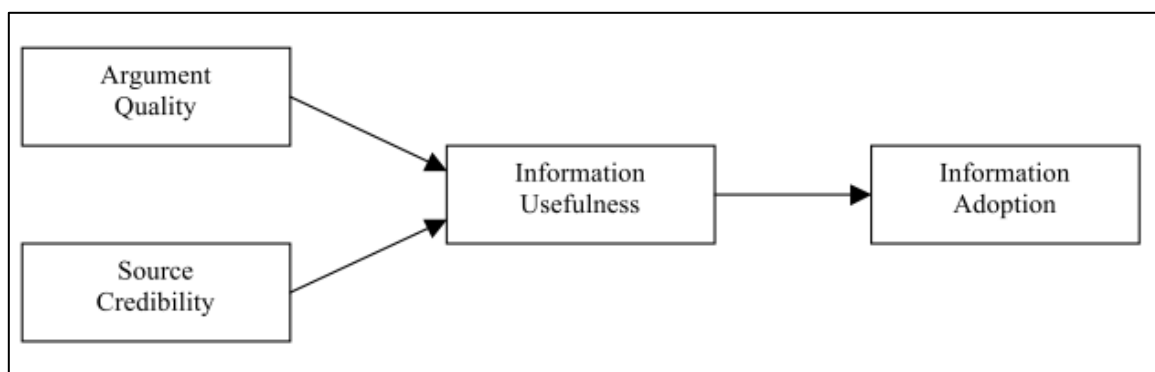 Argument
Quality
Source
Credibility
Information
Usefulness
Information
Adoption